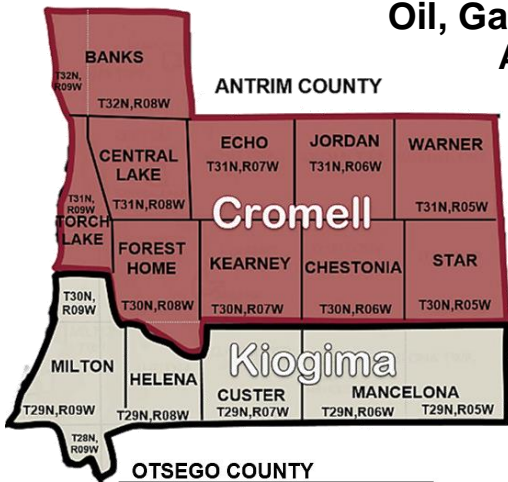 Oil, Ga
A
BANKS
T32N,
R09W
T32N,R08W
ANTRIM COUNTY
CENTRAL
LAKE
T31N,R08W
ECHO
T31N,R07W
JORDAN
T31N,R06W
WARNER
T31N,R05W
T31N,
R09W
TORCH
LAKE
Cromell
FOREST
HOME
T30N,R08W
KEARNEY
T30N,R07W
CHESTONIA
T30N,R06W
STAR
T30N,R05W
T30N,
R09W
Kiogima
MILTON
T29N,R09W
HELENA
T29N,R08W
CUSTER
T29N,R07W
MANCELONA
T29N,R06W
T29N,R05W
T28N,
R09W
OTSEGO COUNTY